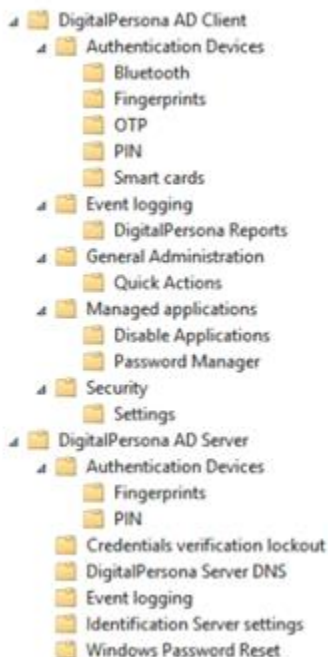 DigitalPersona AD Client
Authentication Devices
Bluetooth
Fingerprints
OTP
PIN
Smart cards
Event logging
DigitalPersona Reports
General Administration
Quick Actions
Managed applications
Disable Applications
Password Manager
Security
Settings
DigitalPersona AD Server
Authentication Devices
Fingerprints
PIN
Credentials verification lockout
DigitalPersona Server DNS
Event logging
Identification Server settings
Windows Password Reset